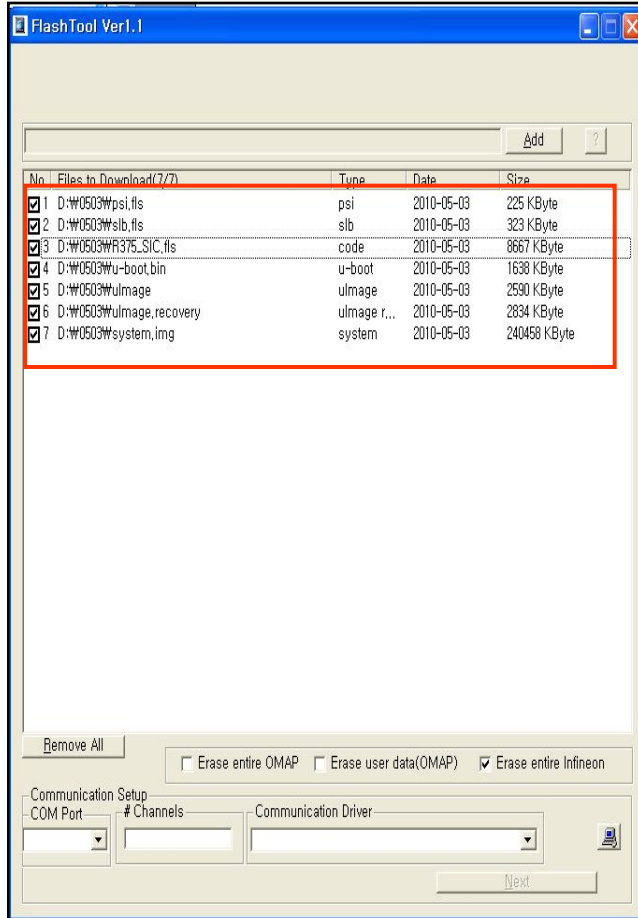 FlashTool Ver1.1
Add ?
No Files to Download(7/7) Type Date Size
1 D:₩0503₩psi,fls psi 2010-05-03 225 KByte
2 D:₩0503₩slb,fls slb 2010-05-03 323 KByte
3 D:₩0503₩R375_SIC,fls code 2010-05-03 8667 KByte
4 D:₩0503₩u-boot,bin u-boot 2010-05-03 1638 KByte
5 D:₩0503₩uImage uImage 2010-05-03 2590 KByte
6 D:₩0503₩uImage,recovery uImage r,,, 2010-05-03 2834 KByte
7 D:₩0503₩system,img system 2010-05-03 240458 KByte
Remove All
Erase entire OMAP Erase user data(OMAP) Erase entire Infineon
Communication Setup
COM Port # Channels Communication Driver
Next